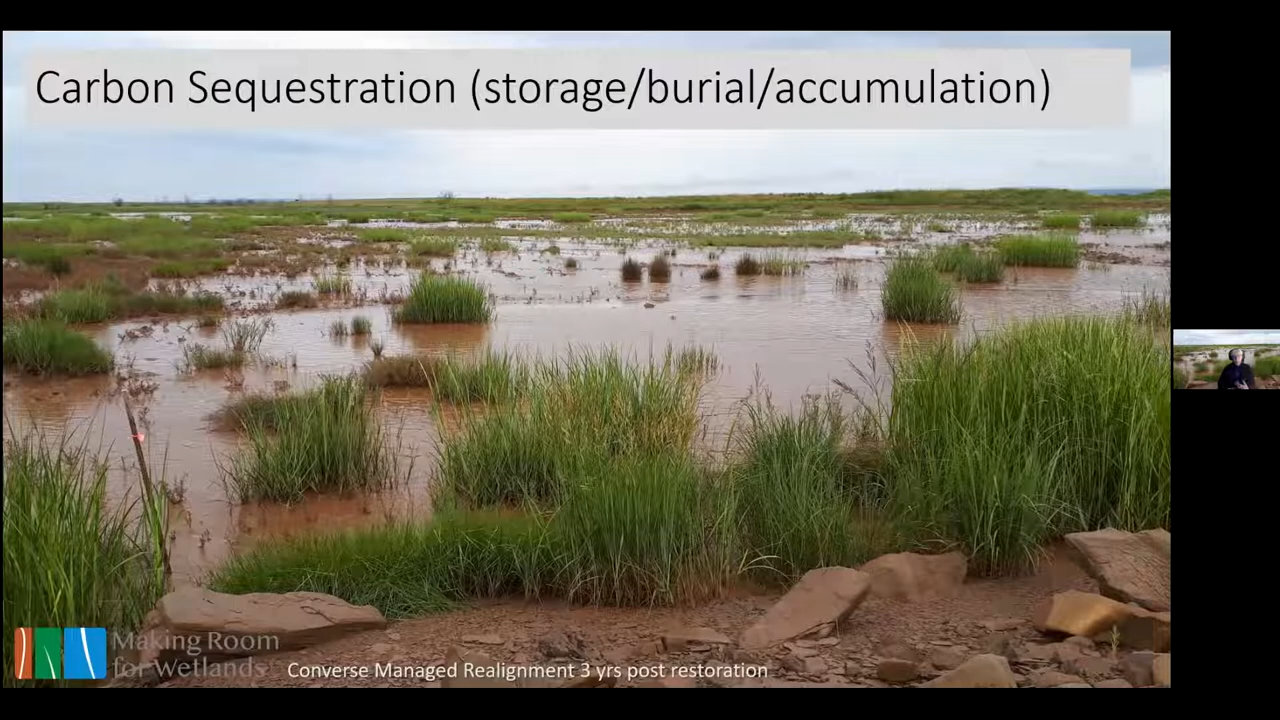 Carbon Sequestration (storage/burial/accumulation)
Making Room
for Wetlands
Converse Managed Realignment 3 yrs post restoration